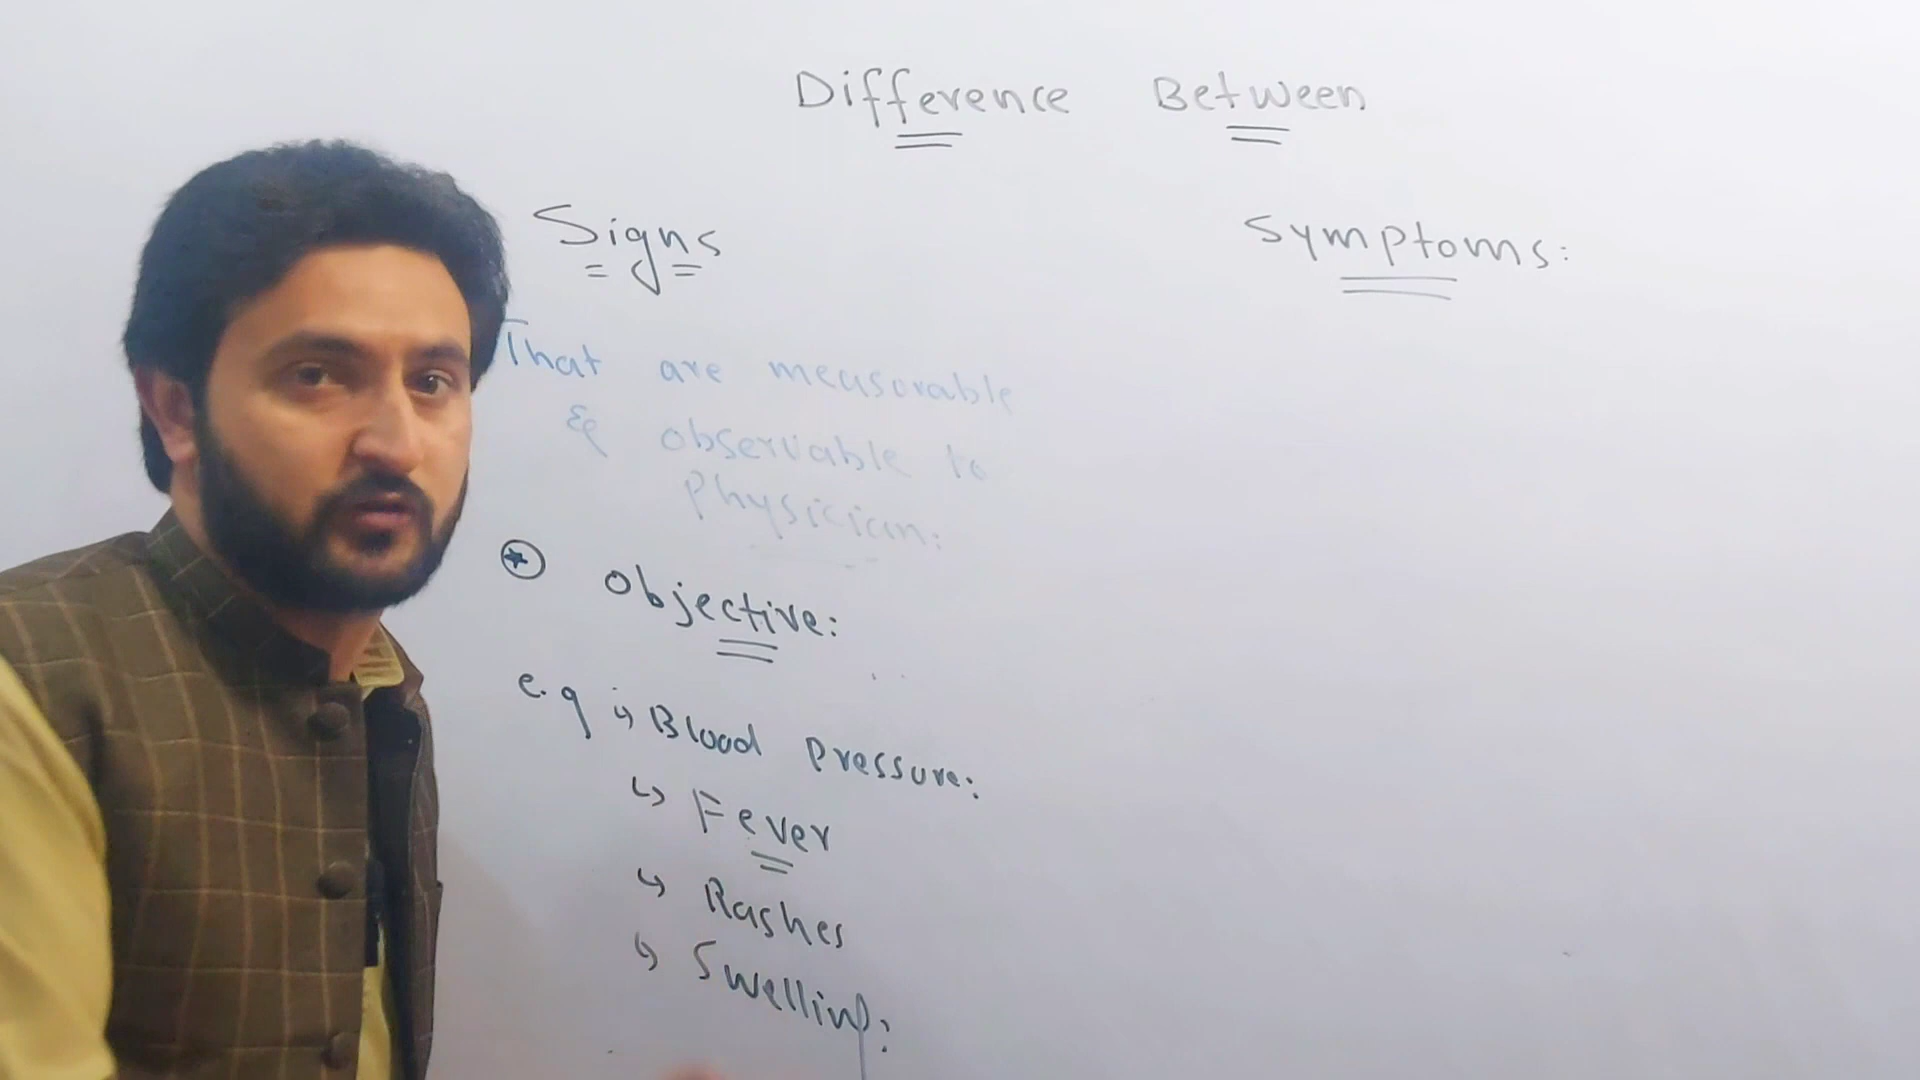 Difference Between
Signs
Symptoms:
That are measurable
& observable to
Physician:
Objective:
e.g Blood pressure:
Fever
Rashes
Swelling: